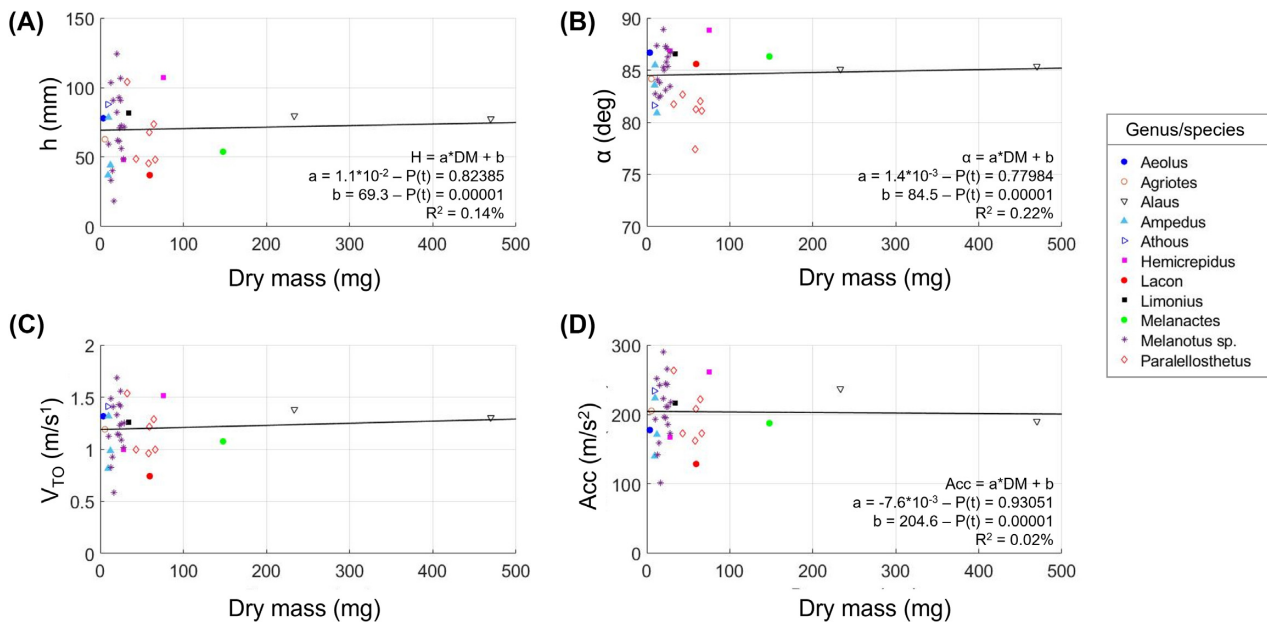 (A)
150
100
50
0
h (mm)
H = a*DM + b
a = 1.1*10⁻² – P(t) = 0.82385
b = 69.3 – P(t) = 0.00001
R² = 0.14%
0 100 200 300 400 500
Dry mass (mg)
(B)
90
85
80
75
70
α (deg)
α = a*DM + b
a = 1.4*10⁻³ – P(t) = 0.77984
b = 84.5 – P(t) = 0.00001
R² = 0.22%
0 100 200 300 400 500
Dry mass (mg)
(C)
2
1.5
1
0.5
0
V_TO (m/s¹)
0 100 200 300 400 500
Dry mass (mg)
(D)
300
200
100
0
Acc (m/s²)
Acc = a*DM + b
a = -7.6*10⁻³ – P(t) = 0.93051
b = 204.6 – P(t) = 0.00001
R² = 0.02%
0 100 200 300 400 500
Dry mass (mg)
Genus/species
Aeolus
Agriotes
Alaus
Ampedus
Athous
Hemicrepidus
Lacon
Limonius
Melanactes
Melanotus sp.
Paralellosthetus